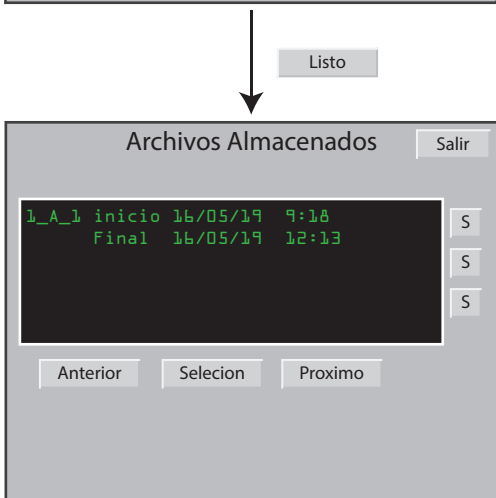 Listo
Archivos Almacenados
Salir
1_A_1 inicio 16/05/19 9:18
Final 16/05/19 12:13
S
S
S
Anterior
Selecion
Proximo